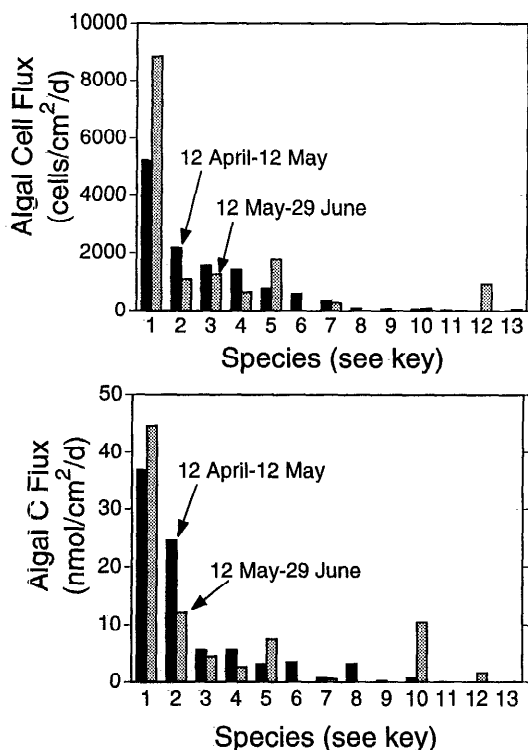 10000
8000
6000
4000
2000
0
Algal Cell Flux
(cells/cm²/d)
12 April-12 May
12 May-29 June
1 2 3 4 5 6 7 8 9 10 11 12 13
Species (see key)
50
40
30
20
10
0
Algal C Flux
(nmol/cm²/d)
12 April-12 May
12 May-29 June
1 2 3 4 5 6 7 8 9 10 11 12 13
Species (see key)